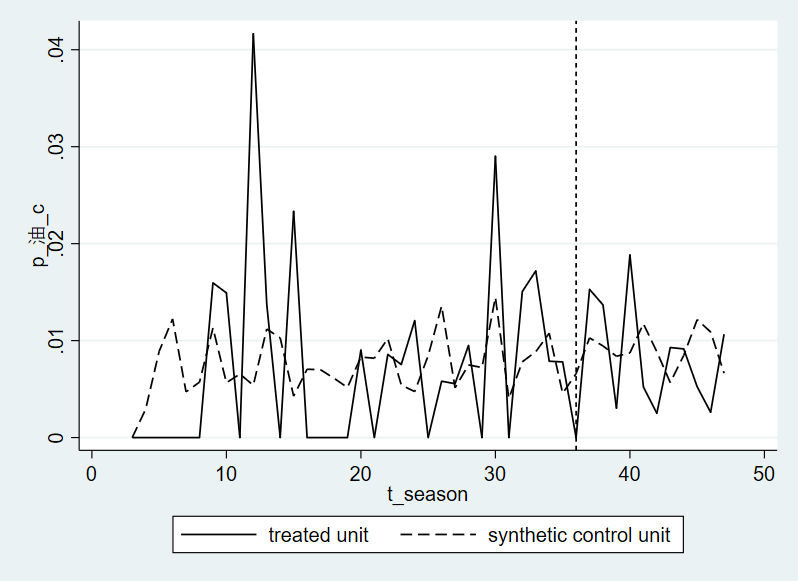 .04
.03
.02
.01
0
p_油_c
0
10
20
30
40
50
t_season
treated unit
synthetic control unit